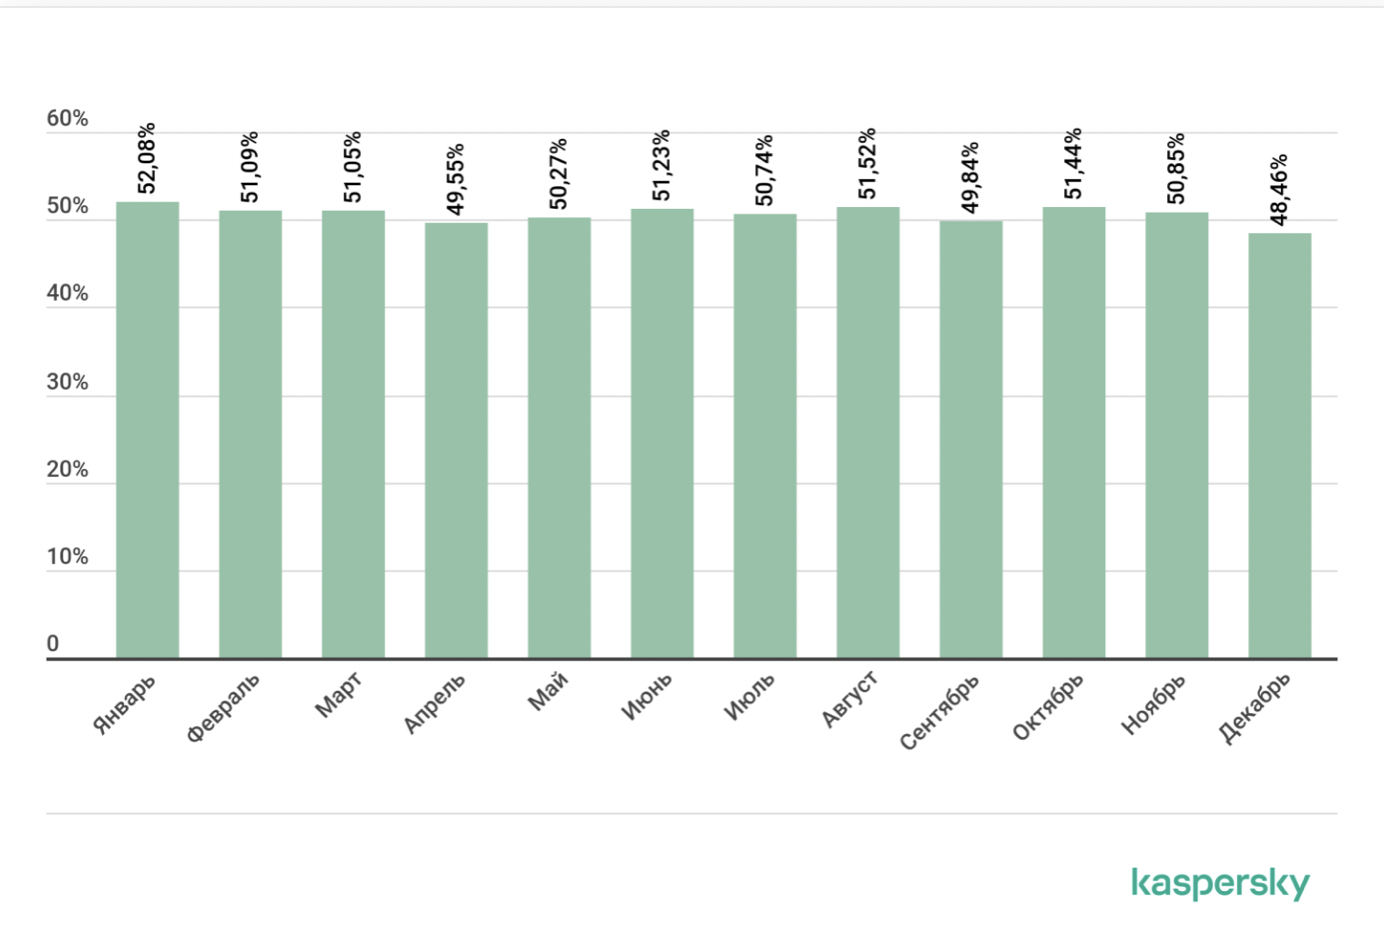 60%
50%
40%
30%
20%
10%
0
52,08%
51,09%
51,05%
49,55%
50,27%
51,23%
50,74%
51,52%
49,84%
51,44%
50,85%
48,46%
Январь
Февраль
Март
Апрель
Май
Июнь
Июль
Август
Сентябрь
Октябрь
Ноябрь
Декабрь
kaspersky